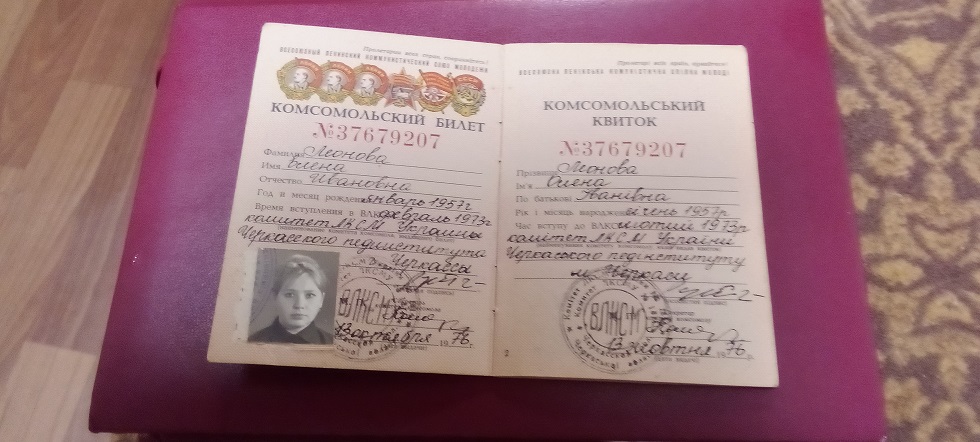 Пролетарии всех стран, соединяйтесь!
ВСЕСОЮЗНЫЙ ЛЕНИНСКИЙ КОММУНИСТИЧЕСКИЙ СОЮЗ МОЛОДЕЖИ
КОМСОМОЛЬСКИЙ БИЛЕТ
№37679207
Фамилия Леонова
Имя Елена
Отчество Ивановна
Год и месяц рождения январь 1957г.
Время вступления в ВЛКСМ февраль 1973г
комитет ЛКСМ Украины
Черкасского пединститута
Черкассы
13 октября 1976 г.
Пролетарі всіх країн, єднайтеся!
ВСЕСОЮЗНА ЛЕНІНСЬКА КОМУНІСТИЧНА СПІЛКА МОЛОДІ
КОМСОМОЛЬСЬКИЙ
КВИТОК
№37679207
Прізвище Леонова
Ім'я Олена
По батькові Іванівна
Рік і місяць народження січень 1957р.
Час вступу до ВЛКСМ лютий 1973р
комітет ЛКСМ України
Черкаського педінституту
м. Черкаси
ВЛКСМ
13 жовтня 1976 р.
2